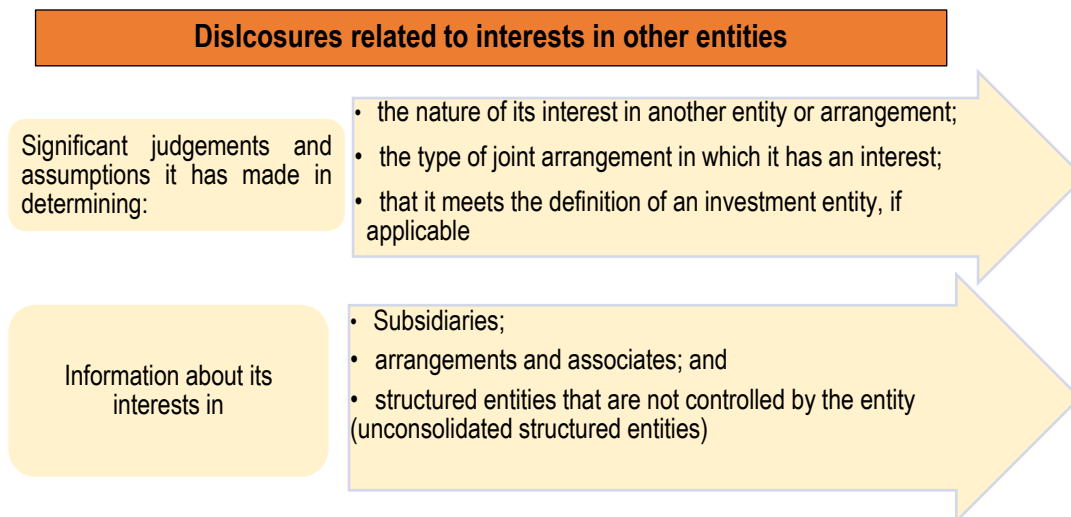 Dislcosures related to interests in other entities
Significant judgements and
assumptions it has made in
determining:
• the nature of its interest in another entity or arrangement;
• the type of joint arrangement in which it has an interest;
• that it meets the definition of an investment entity, if
applicable
Information about its
interests in
• Subsidiaries;
• arrangements and associates; and
• structured entities that are not controlled by the entity
(unconsolidated structured entities)